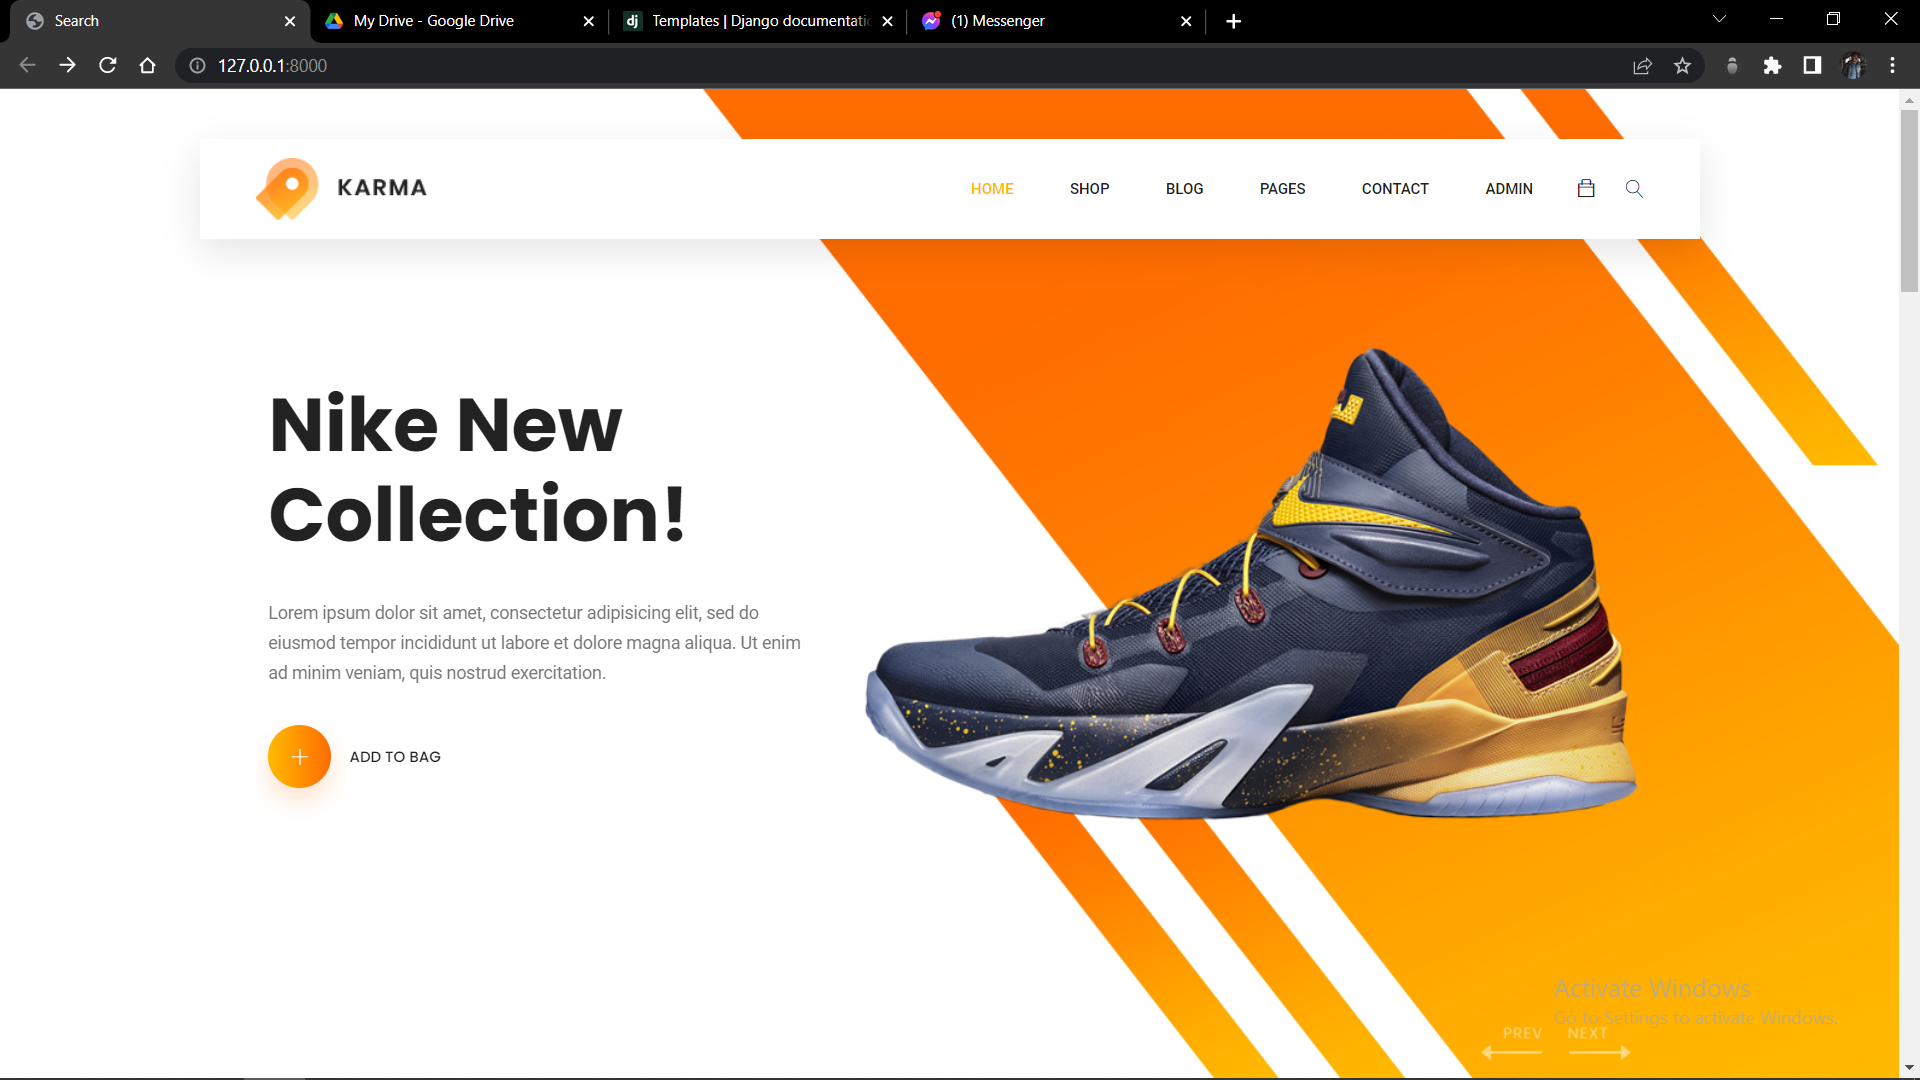 Search
My Drive - Google Drive
Templates | Django documentatio
(1) Messenger
127.0.0.1:8000
KARMA
HOME
SHOP
BLOG
PAGES
CONTACT
ADMIN
Nike New
Collection!
Lorem ipsum dolor sit amet, consectetur adipisicing elit, sed do
eiusmod tempor incididunt ut labore et dolore magna aliqua. Ut enim
ad minim veniam, quis nostrud exercitation.
ADD TO BAG
Activate Windows
Go to Settings to activate Windows.
PREV
NEXT